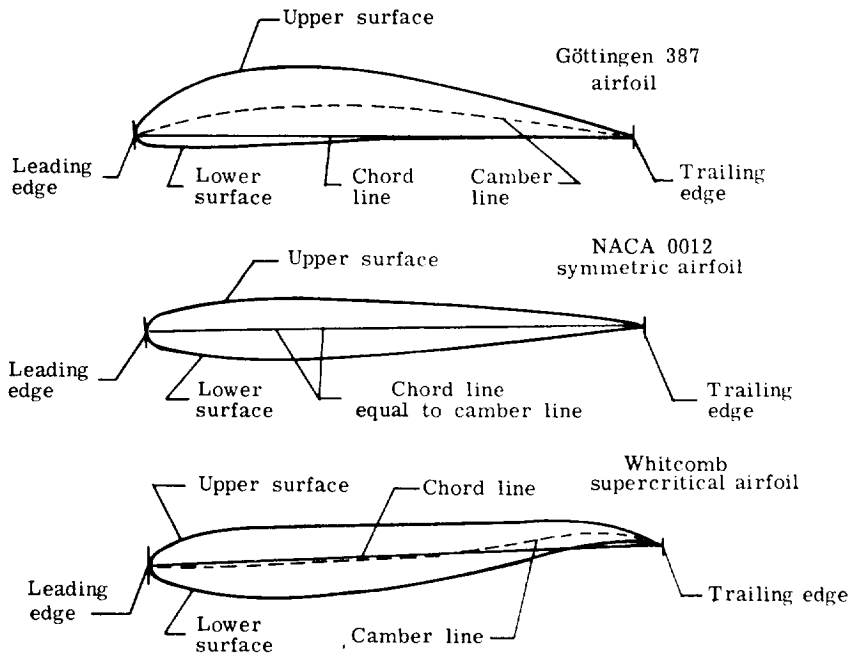 Upper surface
Göttingen 387
airfoil
Leading
edge
Lower
surface
Chord
line
Camber
line
Trailing
edge
Upper surface
NACA 0012
symmetric airfoil
Leading
edge
Lower
surface
Chord line
equal to camber line
Trailing
edge
Upper surface
Chord line
Whitcomb
supercritical airfoil
Leading
edge
Lower
surface
Camber line
Trailing edge